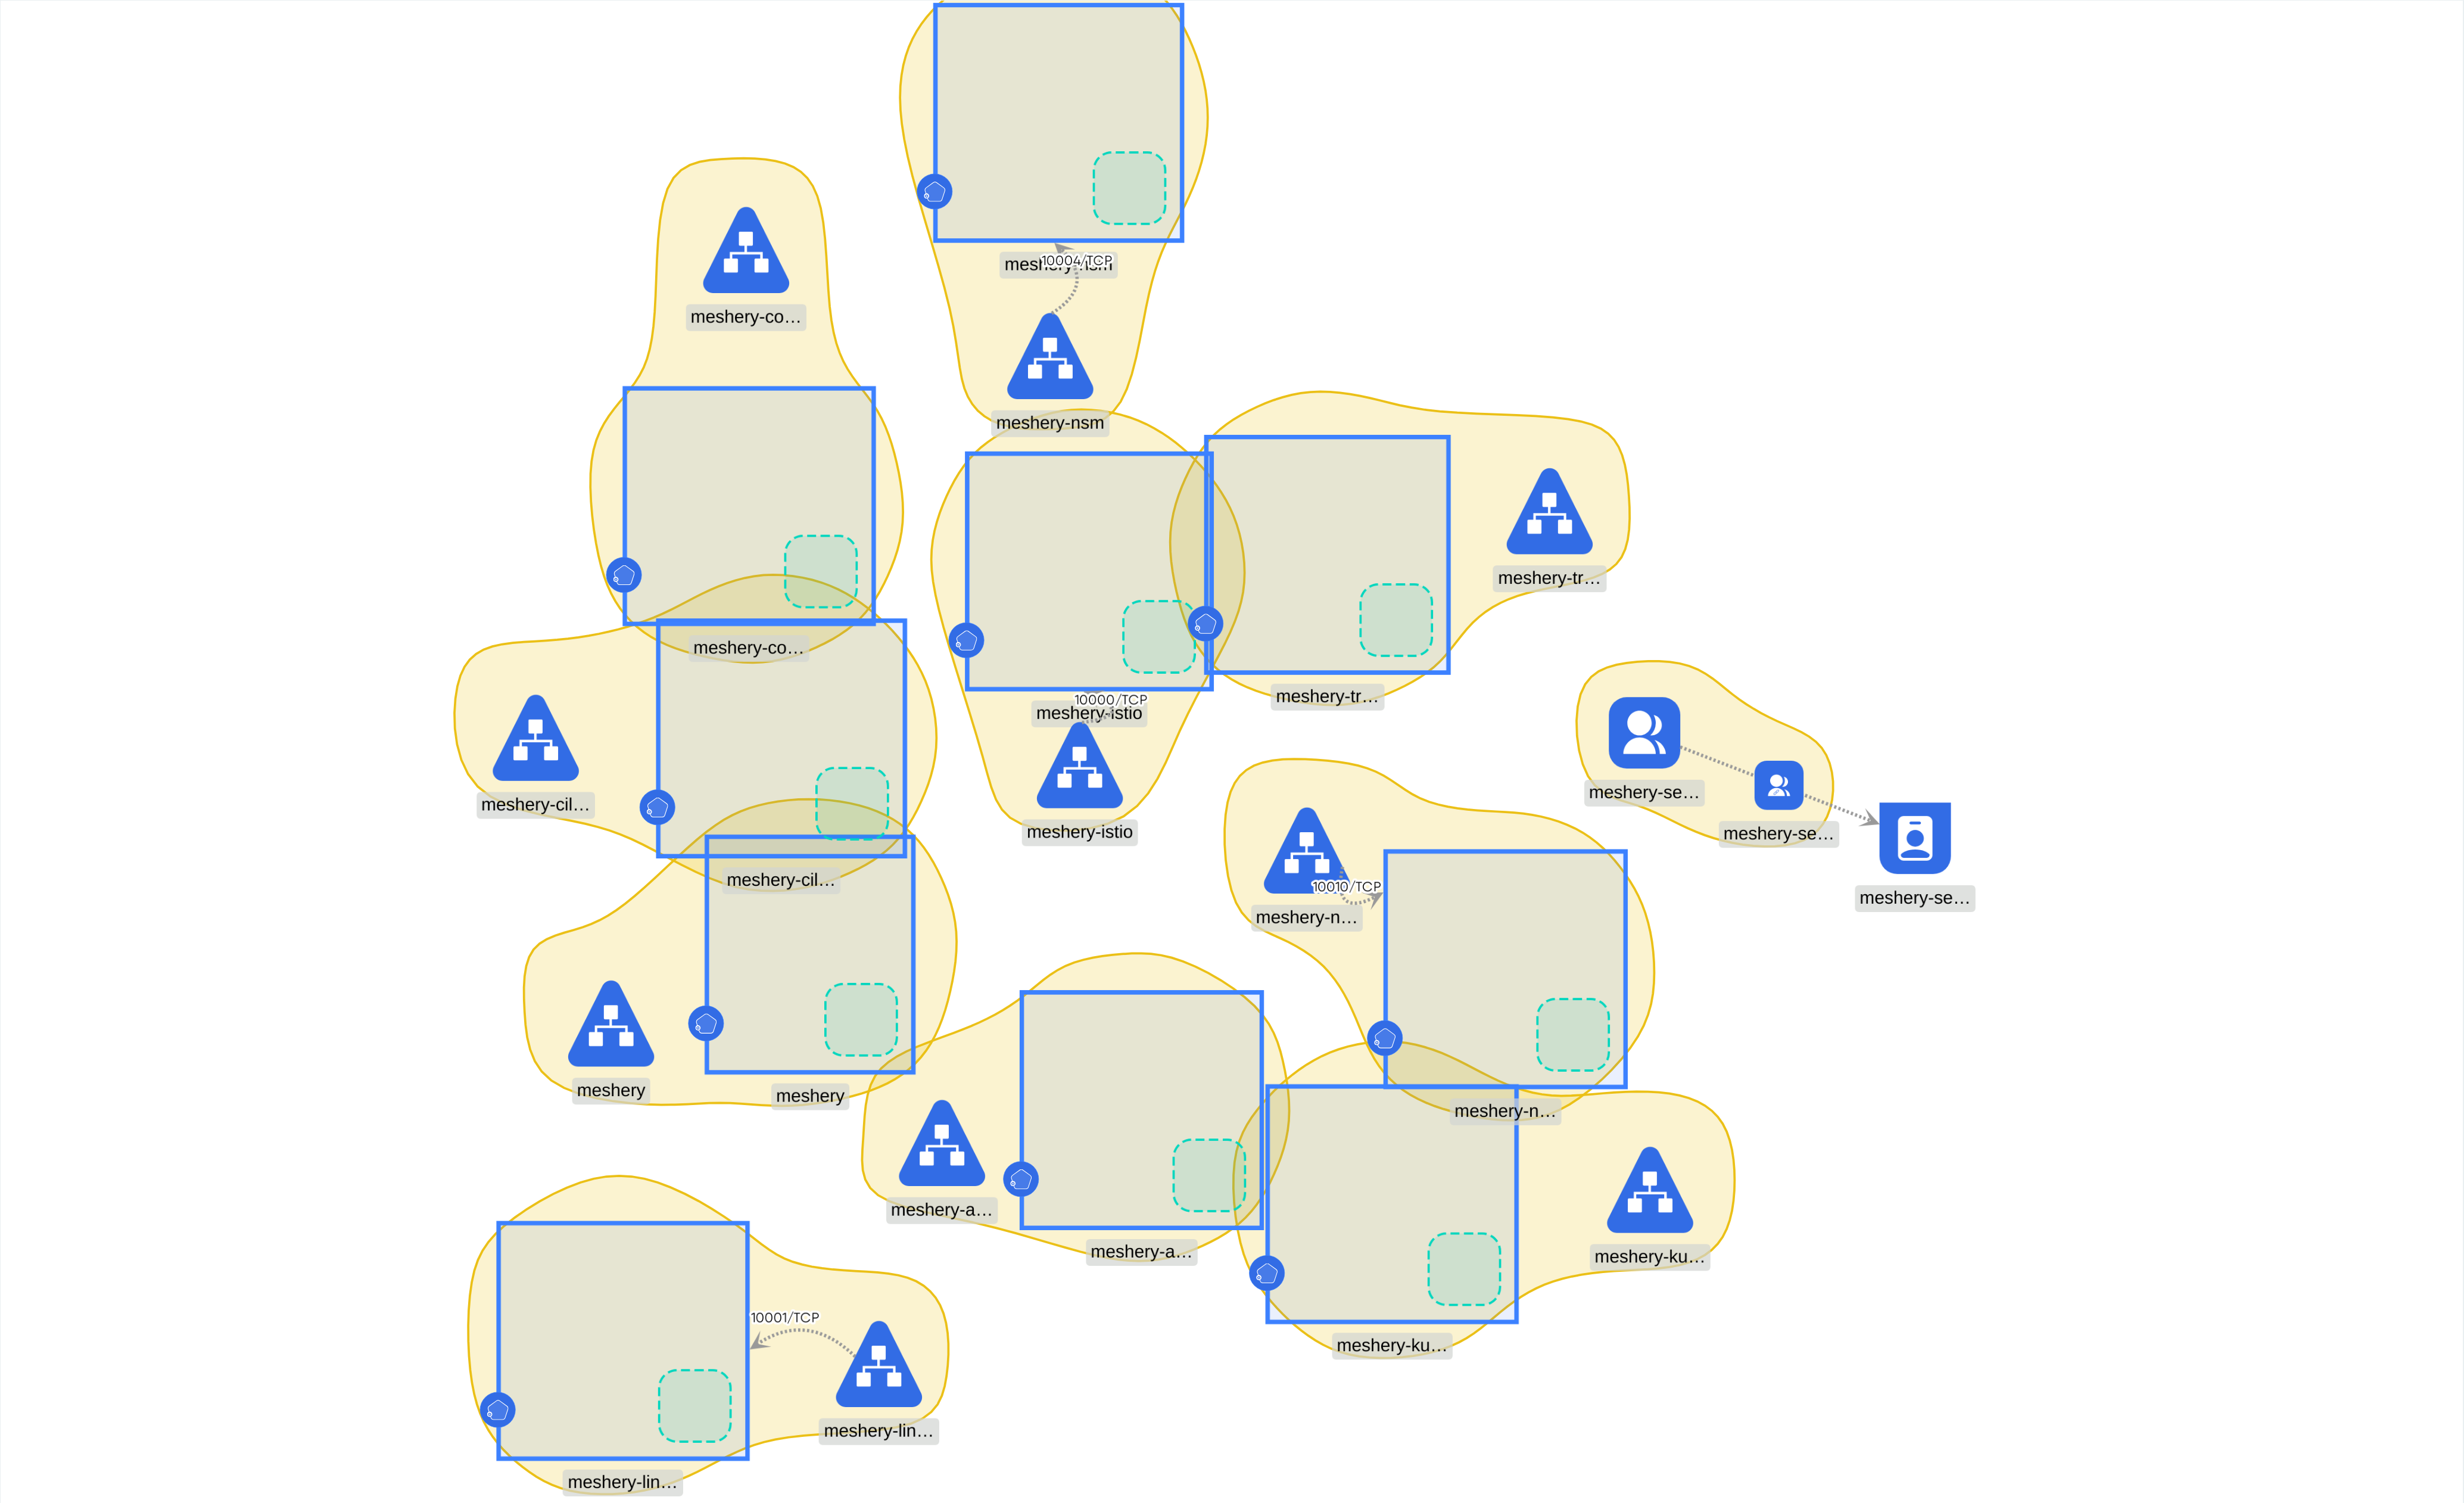 meshery-nsm
10004/TCP
meshery-co…
meshery-nsm
meshery-tr…
meshery-co…
meshery-tr…
10000/TCP
meshery-istio
meshery-se…
meshery-cil…
meshery-istio
meshery-se…
meshery-cil…
10010/TCP
meshery-se…
meshery-n…
meshery
meshery
meshery-n…
meshery-a…
meshery-a…
meshery-ku…
10001/TCP
meshery-ku…
meshery-lin…
meshery-lin…